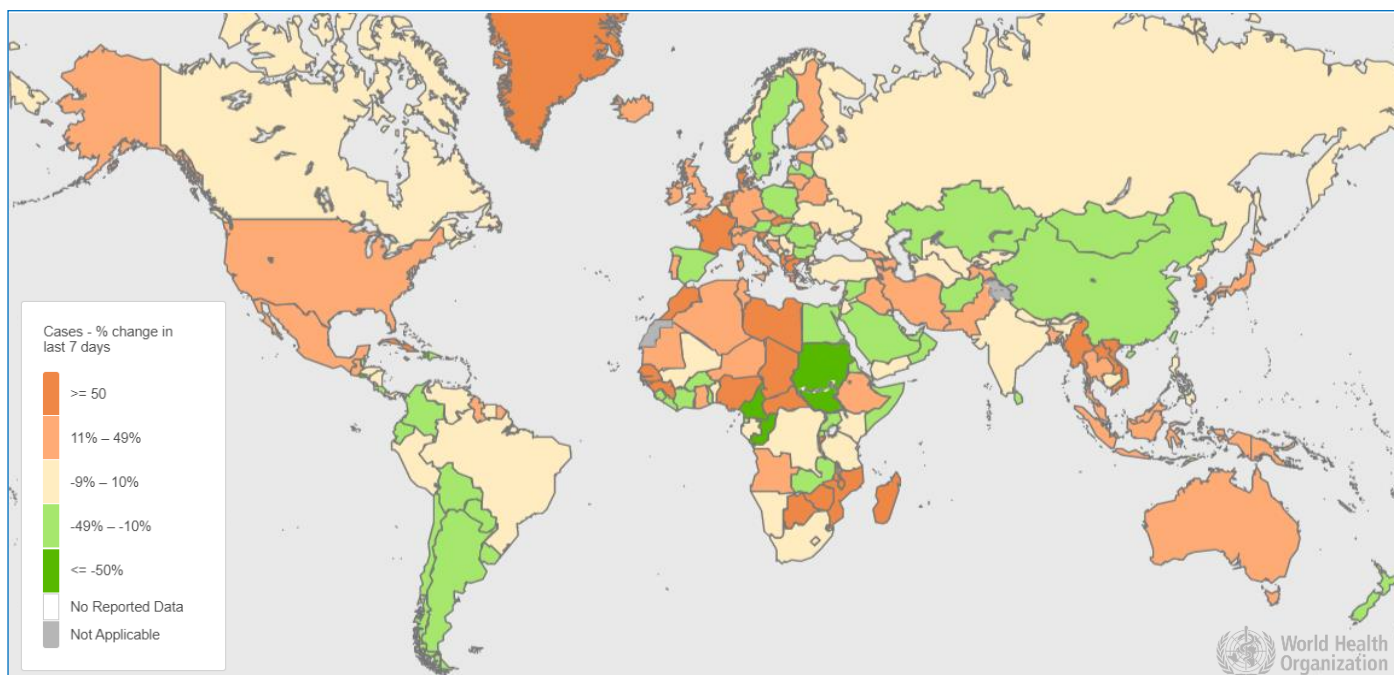 Cases - % change in
last 7 days
>= 50
11% – 49%
-9% – 10%
-49% – -10%
<= -50%
No Reported Data
Not Applicable
World Health
Organization